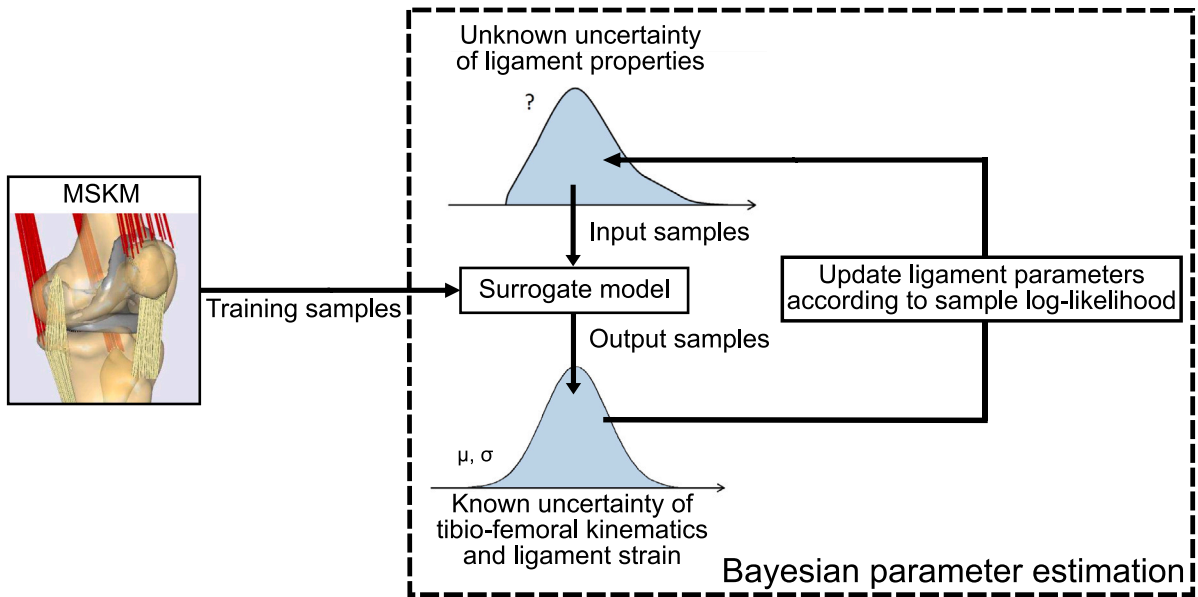 Unknown uncertainty
of ligament properties
?
MSKM
Input samples
Training samples
Surrogate model
Update ligament parameters
according to sample log-likelihood
Output samples
μ, σ
Known uncertainty of
tibio-femoral kinematics
and ligament strain
Bayesian parameter estimation